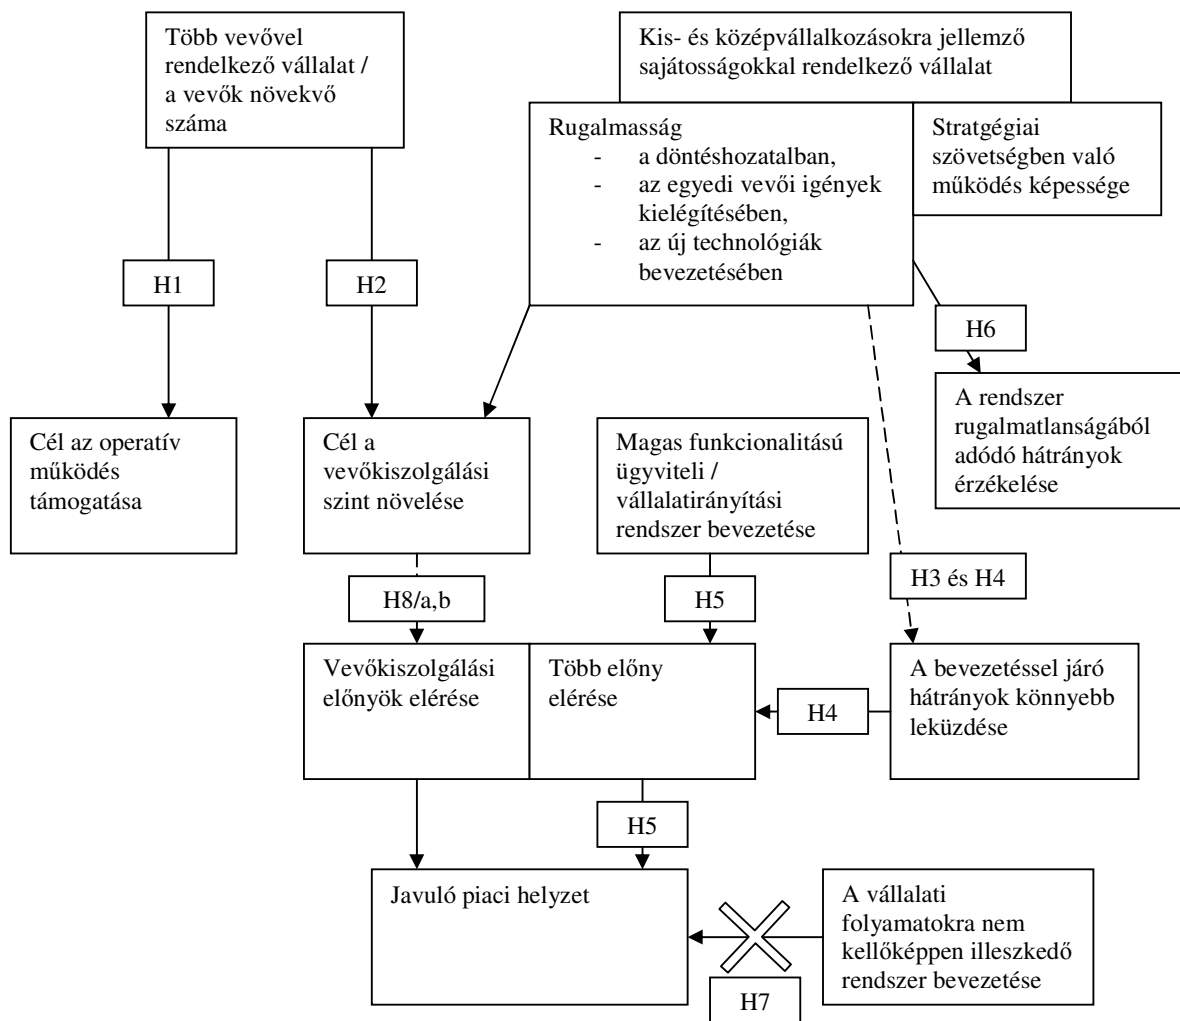 Több vevővel
rendelkező vállalat /
a vevők növekvő
száma
Kis- és középvállalkozásokra jellemző
sajátosságokkal rendelkező vállalat
Rugalmasság
- a döntéshozatalban,
- az egyedi vevői igények
kielégítésében,
- az új technológiák
bevezetésében
Stratgégiai
szövetségben való
működés képessége
H1
H2
H6
Cél az operatív
működés
támogatása
Cél a
vevőkiszolgálási
szint növelése
Magas funkcionalitású
ügyviteli /
vállalatirányítási
rendszer bevezetése
A rendszer
rugalmatlanságából
adódó hátrányok
érzékelése
H8/a,b
H5
H3 és H4
Vevőkiszolgálási
előnyök elérése
Több előny
elérése
H4
A bevezetéssel járó
hátrányok könnyebb
leküzdése
H5
Javuló piaci helyzet
A vállalati
folyamatokra nem
kellőképpen illeszkedő
rendszer bevezetése
H7